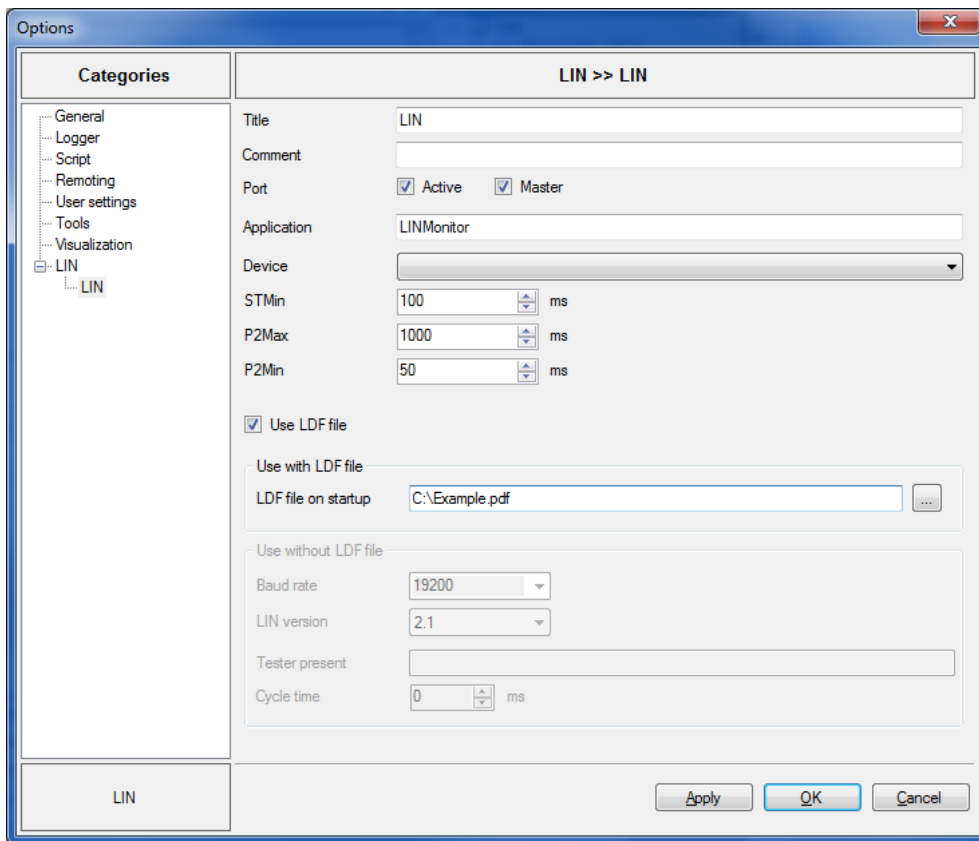 Options
Categories
LIN >> LIN
General
Logger
Script
Remoting
User settings
Tools
Visualization
LIN
LIN
Title LIN
Comment
Port Active Master
Application LINMonitor
Device
STMin 100 ms
P2Max 1000 ms
P2Min 50 ms
Use LDF file
Use with LDF file
LDF file on startup C:\Example.pdf ...
Use without LDF file
Baud rate 19200
LIN version 2.1
Tester present
Cycle time 0 ms
LIN
Apply OK Cancel